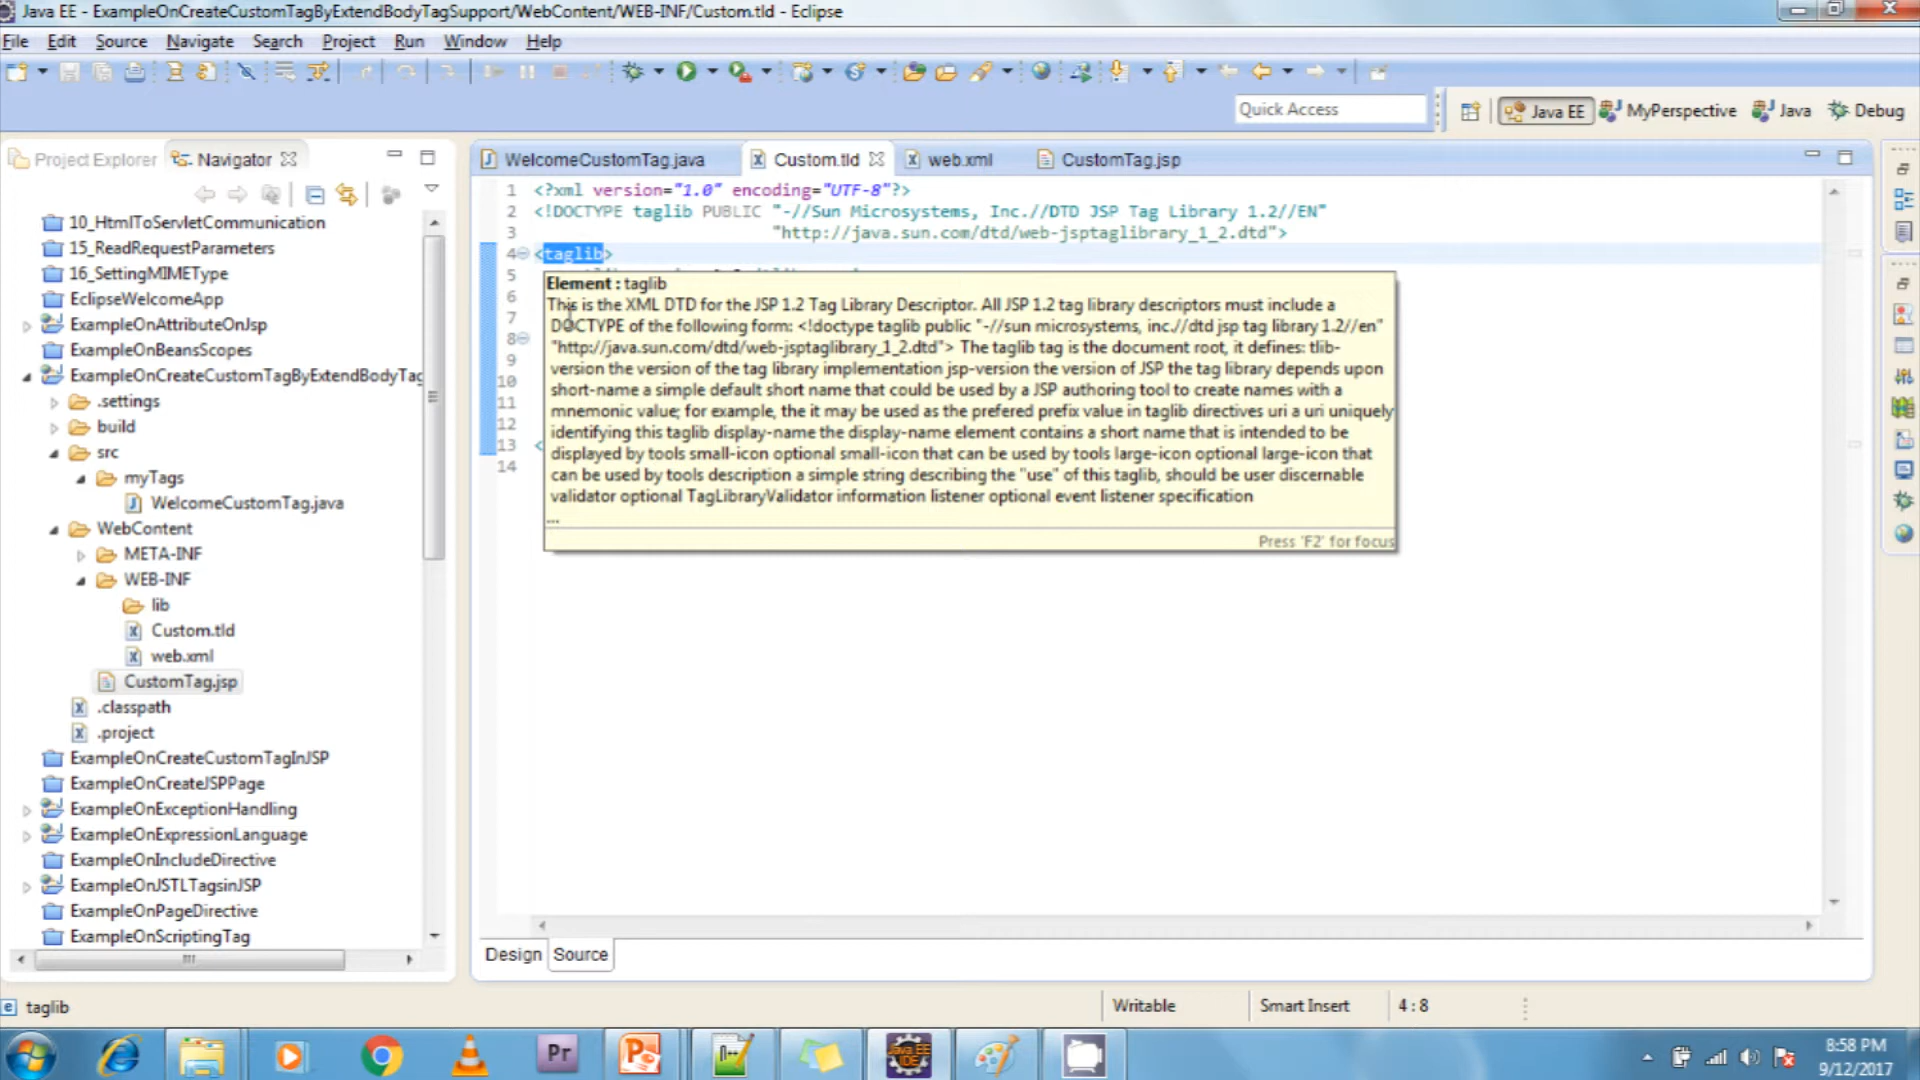 Java EE - ExampleOnCreateCustomTagByExtendBodyTagSupport/WebContent/WEB-INF/Custom.tld - Eclipse
File Edit Source Navigate Search Project Run Window Help
Quick Access
Java EE MyPerspective Java Debug
Project Explorer Navigator
10_HtmlToServletCommunication
15_ReadRequestParameters
16_SettingMIMEType
EclipseWelcomeApp
ExampleOnAttributeOnJsp
ExampleOnBeansScopes
ExampleOnCreateCustomTagByExtendBodyTag
.settings
build
src
myTags
WelcomeCustomTag.java
WebContent
META-INF
WEB-INF
lib
Custom.tld
web.xml
CustomTag.jsp
.classpath
.project
ExampleOnCreateCustomTagInJSP
ExampleOnCreateJSPPage
ExampleOnExceptionHandling
ExampleOnExpressionLanguage
ExampleOnIncludeDirective
ExampleOnJSTLTagsinJSP
ExampleOnPageDirective
ExampleOnScriptingTag
WelcomeCustomTag.java Custom.tld web.xml CustomTag.jsp
1 <?xml version="1.0" encoding="UTF-8"?>
2 <!DOCTYPE taglib PUBLIC "-//Sun Microsystems, Inc.//DTD JSP Tag Library 1.2//EN"
3 "http://java.sun.com/dtd/web-jsptaglibrary_1_2.dtd">
4 <taglib>
5
6
7
8
9
10
11
12
13 <
14
Element : taglib
This is the XML DTD for the JSP 1.2 Tag Library Descriptor. All JSP 1.2 tag library descriptors must include a
DOCTYPE of the following form: <!doctype taglib public "-//sun microsystems, inc.//dtd jsp tag library 1.2//en"
"http://java.sun.com/dtd/web-jsptaglibrary_1_2.dtd"> The taglib tag is the document root, it defines: tlib-
version the version of the tag library implementation jsp-version the version of JSP the tag library depends upon
short-name a simple default short name that could be used by a JSP authoring tool to create names with a
mnemonic value; for example, the it may be used as the prefered prefix value in taglib directives uri a uri uniquely
identifying this taglib display-name the display-name element contains a short name that is intended to be
displayed by tools small-icon optional small-icon that can be used by tools large-icon optional large-icon that
can be used by tools description a simple string describing the "use" of this taglib, should be user discernable
validator optional TagLibraryValidator information listener optional event listener specification
...
Press 'F2' for focus
Design Source
taglib
Writable Smart Insert 4 : 8
Pr
Java EE
IDE
8:58 PM
9/12/2017